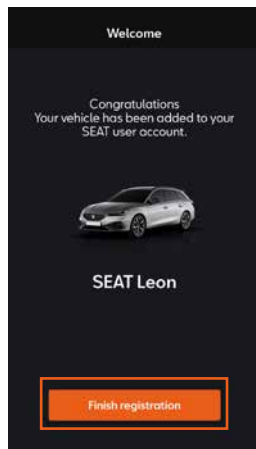 Welcome
Congratulations
Your vehicle has been added to your
SEAT user account.
SEAT Leon
Finish registration